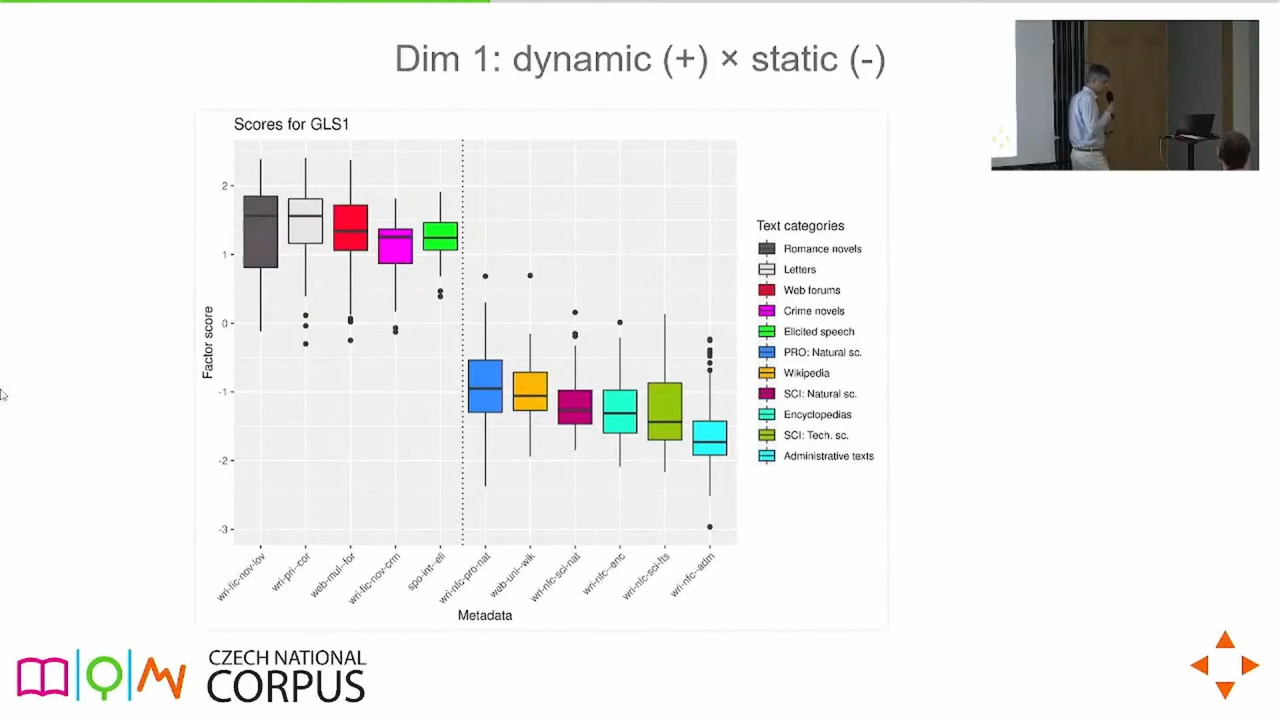 Dim 1: dynamic (+) × static (-)
Scores for GLS1
Factor score
2
1
0
-1
-2
-3
wri-fic-nov-lov
wri-pri--cor
web-mul--for
wri-fic-nov-crm
spo-int--eli
wri-nfc-pro-nat
web-uni--wik
wri-nfc-sci-nat
wri-nfc--enc
wri-nfc-sci-fts
wri-nfc--adm
Metadata
Text categories
Romance novels
Letters
Web forums
Crime novels
Elicited speech
PRO: Natural sc.
Wikipedia
SCI: Natural sc.
Encyclopedias
SCI: Tech. sc.
Administrative texts
CZECH NATIONAL
CORPUS